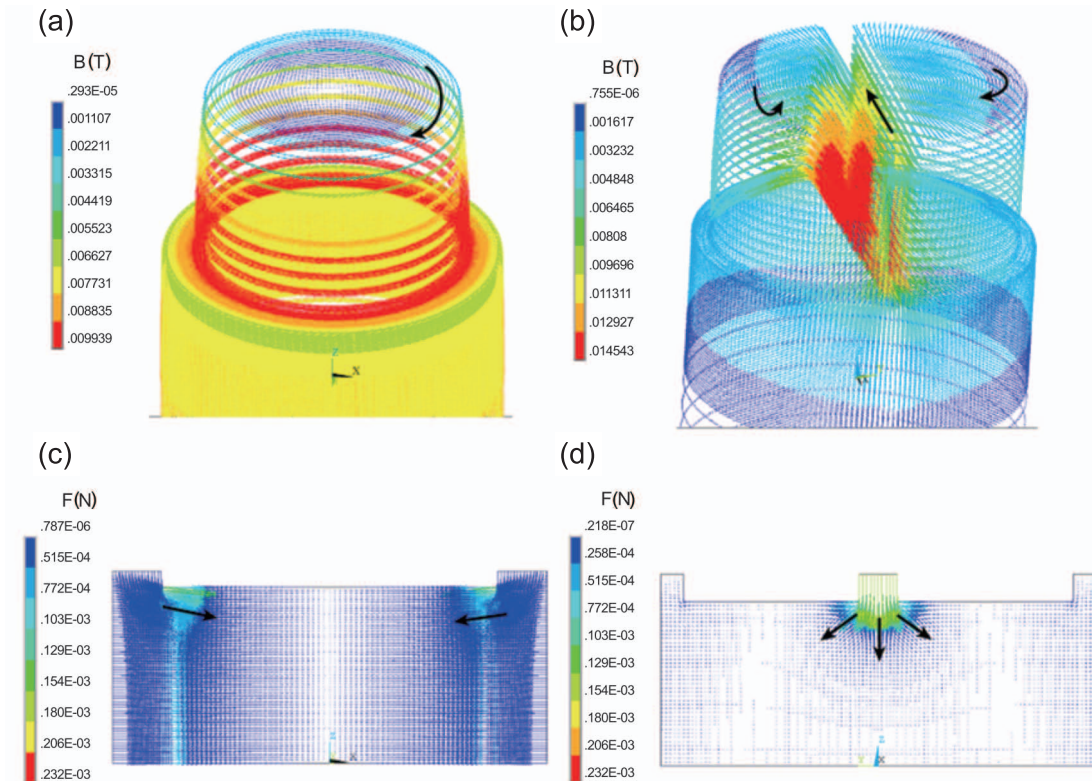 (a)
B(T)
.293E-05
.001107
.002211
.003315
.004419
.005523
.006627
.007731
.008835
.009939
Z
X
(b)
B(T)
.755E-06
.001617
.003232
.004848
.006465
.00808
.009696
.011311
.012927
.014543
(c)
F(N)
.787E-06
.515E-04
.772E-04
.103E-03
.129E-03
.154E-03
.180E-03
.206E-03
.232E-03
Z
X
(d)
F(N)
.218E-07
.258E-04
.515E-04
.772E-04
.103E-03
.129E-03
.154E-03
.180E-03
.206E-03
.232E-03
Z
Y X